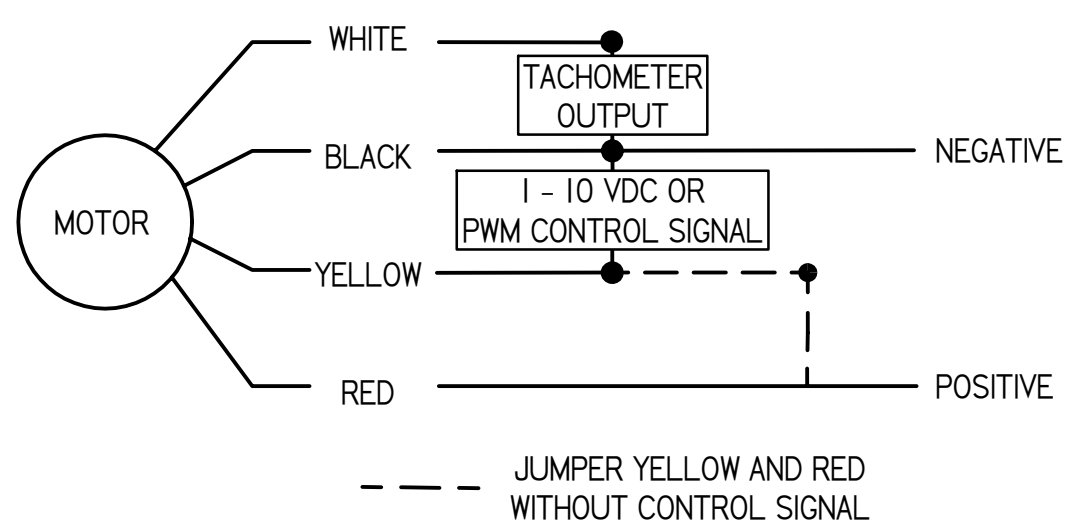 WHITE
TACHOMETER
OUTPUT
BLACK
NEGATIVE
MOTOR
1 - 10 VDC OR
PWM CONTROL SIGNAL
YELLOW
RED
POSITIVE
JUMPER YELLOW AND RED
WITHOUT CONTROL SIGNAL